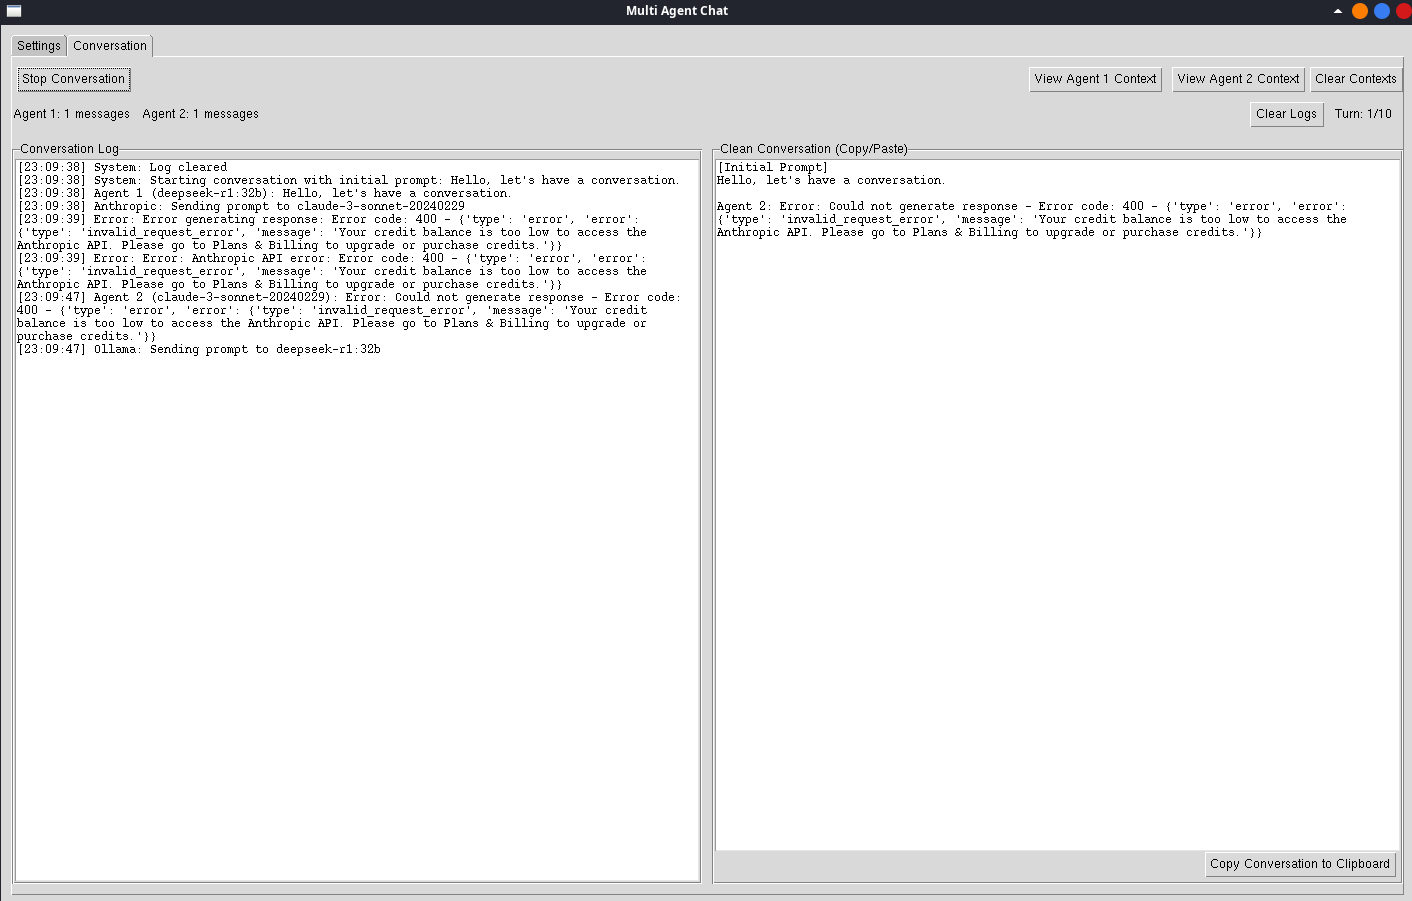 Multi Agent Chat
Settings
Conversation
Stop Conversation
View Agent 1 Context
View Agent 2 Context
Clear Contexts
Agent 1: 1 messages
Agent 2: 1 messages
Clear Logs
Turn: 1/10
Conversation Log
[23:09:38] System: Log cleared
[23:09:38] System: Starting conversation with initial prompt: Hello, let's have a conversation.
[23:09:38] Agent 1 (deepseek-r1:32b): Hello, let's have a conversation.
[23:09:38] Anthropic: Sending prompt to claude-3-sonnet-20240229
[23:09:39] Error: Error generating response: Error code: 400 - {'type': 'error', 'error':
{'type': 'invalid_request_error', 'message': 'Your credit balance is too low to access the
Anthropic API. Please go to Plans & Billing to upgrade or purchase credits.'}}
[23:09:39] Error: Error: Anthropic API error: Error code: 400 - {'type': 'error', 'error':
{'type': 'invalid_request_error', 'message': 'Your credit balance is too low to access the
Anthropic API. Please go to Plans & Billing to upgrade or purchase credits.'}}
[23:09:47] Agent 2 (claude-3-sonnet-20240229): Error: Could not generate response - Error code:
400 - {'type': 'error', 'error': {'type': 'invalid_request_error', 'message': 'Your credit
balance is too low to access the Anthropic API. Please go to Plans & Billing to upgrade or
purchase credits.'}}
[23:09:47] Ollama: Sending prompt to deepseek-r1:32b
Clean Conversation (Copy/Paste)
[Initial Prompt]
Hello, let's have a conversation.
Agent 2: Error: Could not generate response - Error code: 400 - {'type': 'error', 'error':
{'type': 'invalid_request_error', 'message': 'Your credit balance is too low to access the
Anthropic API. Please go to Plans & Billing to upgrade or purchase credits.'}}
Copy Conversation to Clipboard